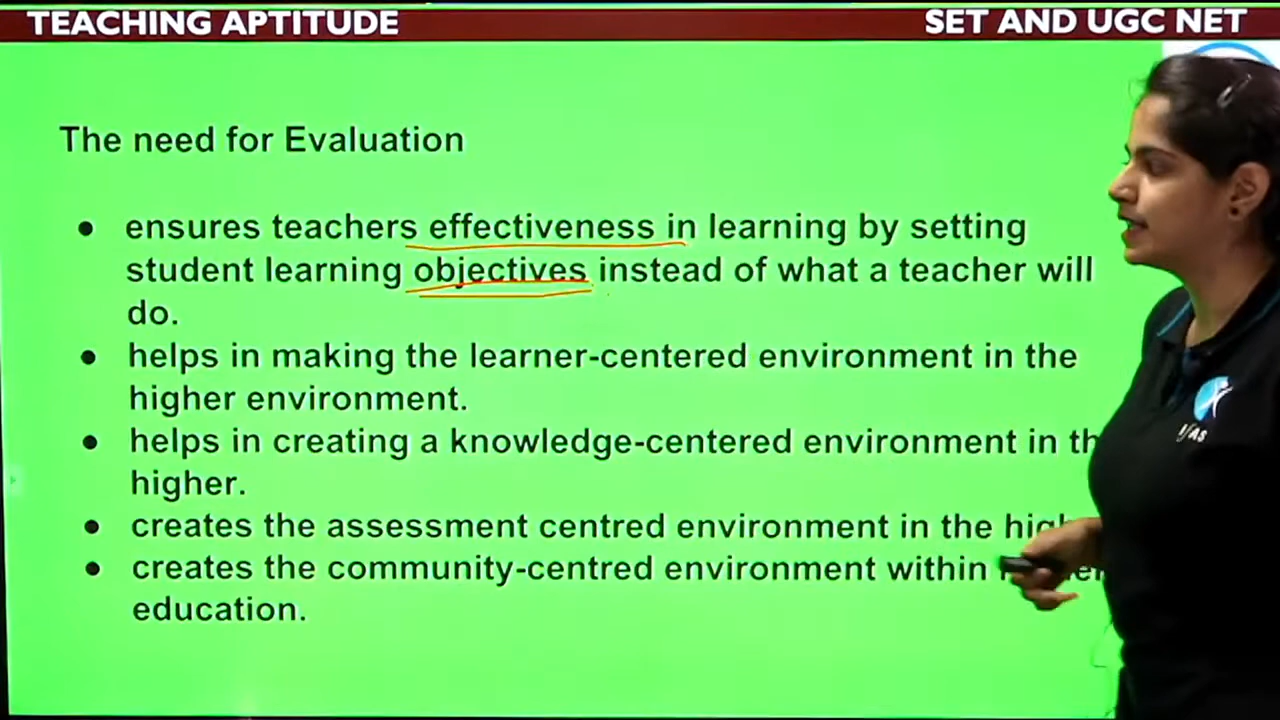 TEACHING APTITUDE
SET AND UGC NET
The need for Evaluation
● ensures teachers effectiveness in learning by setting
student learning objectives instead of what a teacher will
do.
● helps in making the learner-centered environment in the
higher environment.
● helps in creating a knowledge-centered environment in
higher.
● creates the assessment centred environment in the
● creates the community-centred environment within
education.